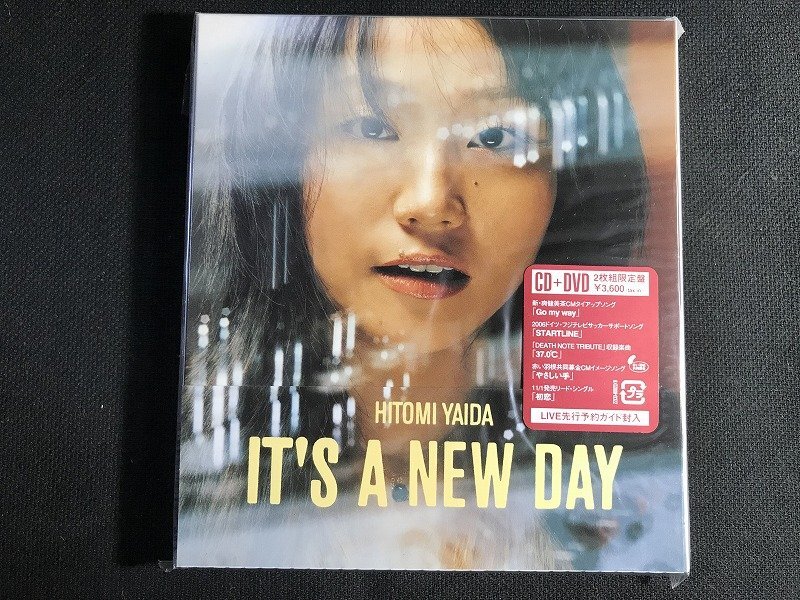 HITOMI YAIDA
IT'S A NEW DAY
CD+DVD 2枚組限定盤
¥3,600
新・爽健美茶CMタイアップソング
「Go my way」
2006ドイツ・フジテレビサッカーサポートソング
「STARTLINE」
「DEATH NOTE TRIBUTE」収録楽曲
「37.0℃」
赤い羽根共同募金CMイメージソング
「やさしい手」
11/1発売リード・シングル
「初恋」
プラ
LIVE先行予約ガイド封入